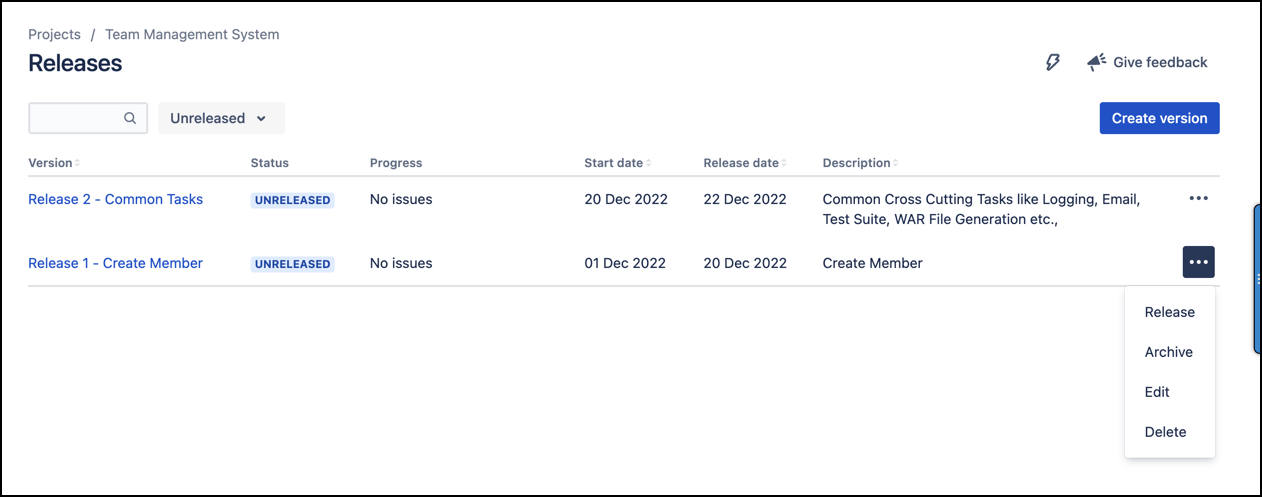 Projects / Team Management System
Releases
Give feedback
Unreleased
Create version
Version Status Progress Start date Release date Description
Release 2 - Common Tasks UNRELEASED No issues 20 Dec 2022 22 Dec 2022 Common Cross Cutting Tasks like Logging, Email,
Test Suite, WAR File Generation etc.,
Release 1 - Create Member UNRELEASED No issues 01 Dec 2022 20 Dec 2022 Create Member
Release
Archive
Edit
Delete